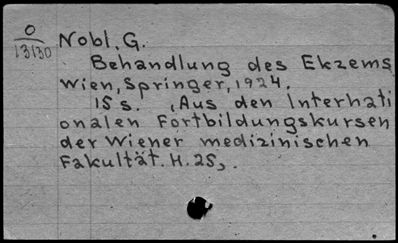 O
13130
Nobl, G.
Behandlung des Ekzems
Wien, Springer, 1924.
15 s. (Aus den Internati
onalen Fortbildungskursen
der Wiener medizinischen
Fakultät. H. 25).